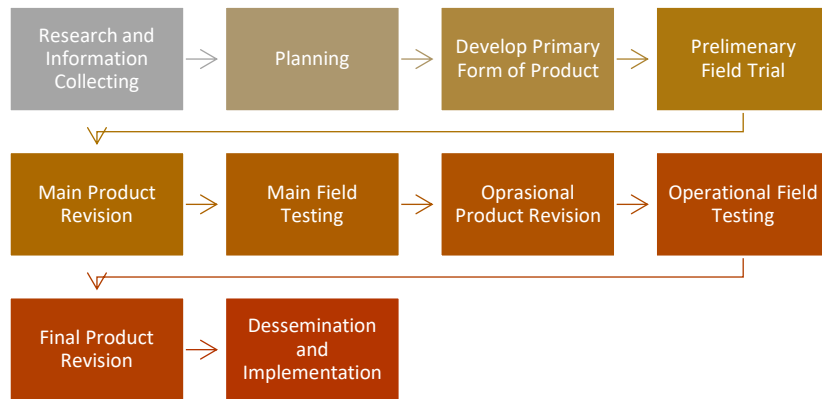 Research and
Information
Collecting
Planning
Develop Primary
Form of Product
Prelimenary
Field Trial
Main Product
Revision
Main Field
Testing
Oprasional
Product Revision
Operational Field
Testing
Final Product
Revision
Dessemination
and
Implementation